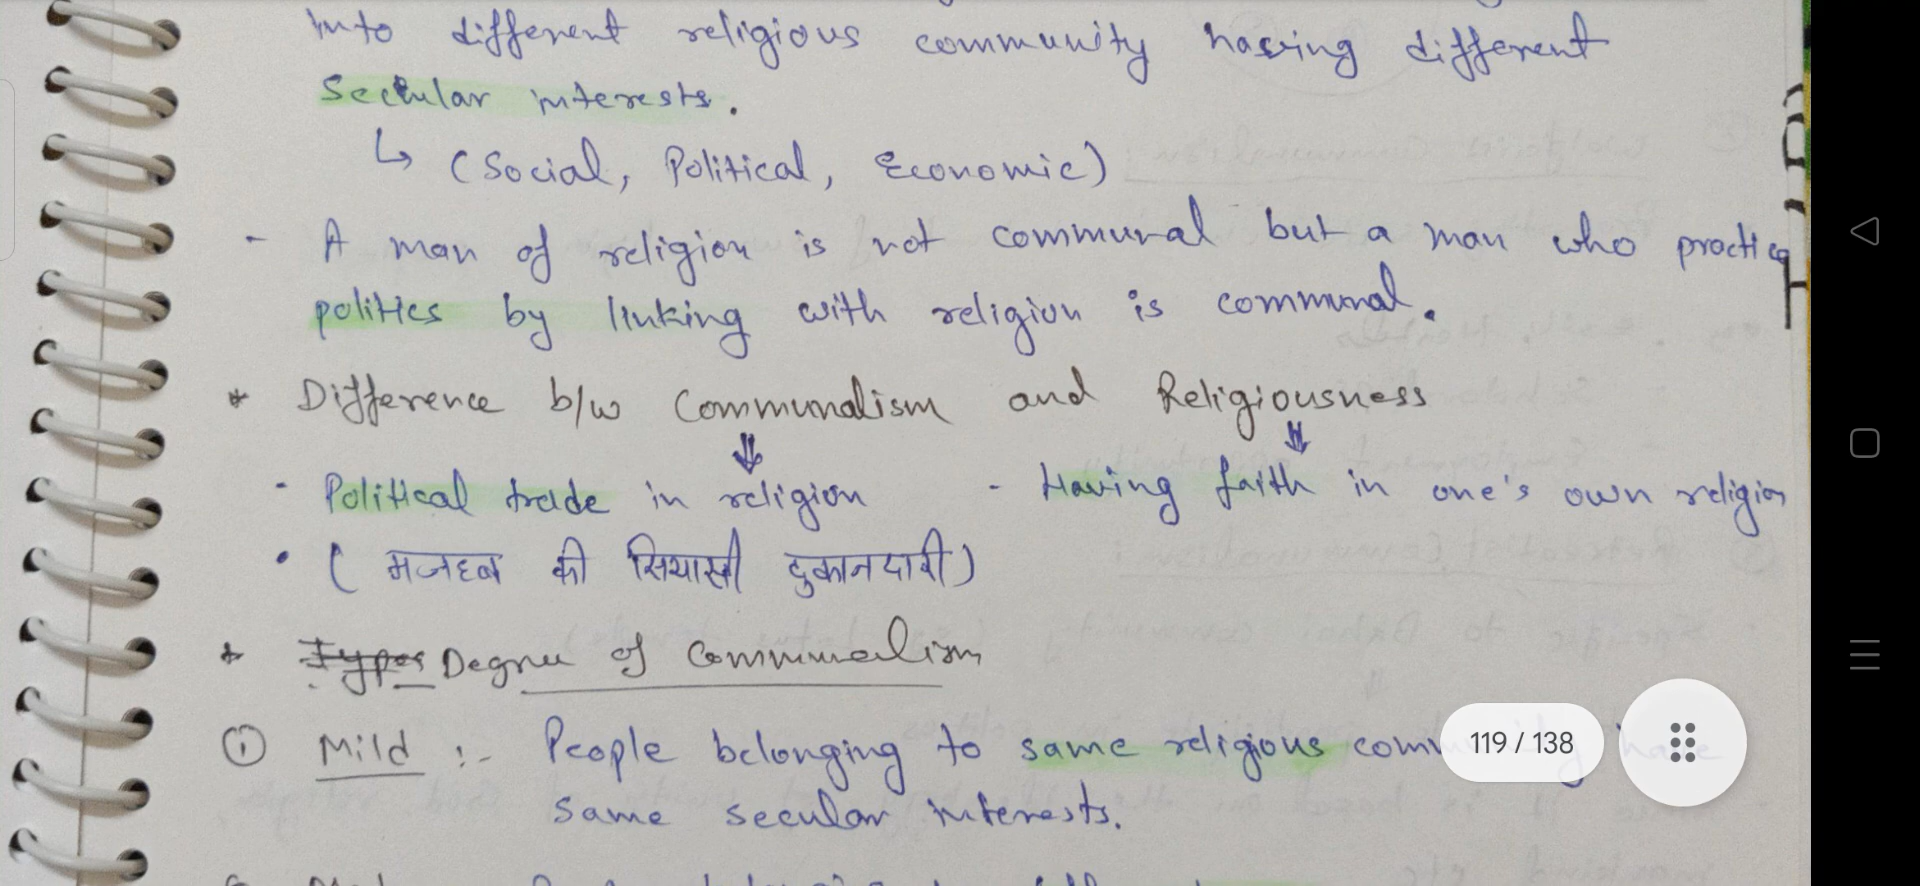 into different religious community having different
Secular interests.
↳ (Social, Political, Economic)
- A man of religion is not communal but a man who practice
politics by linking with religion is communal.
* Difference b/w Communalism and Religiousness
- Political trade in religion - Having faith in one's own religion
• (मजहब की सियासी दुकानदारी)
* Types Degree of Communalism
① Mild :- People belonging to same religious
same secular interests.
119 / 138